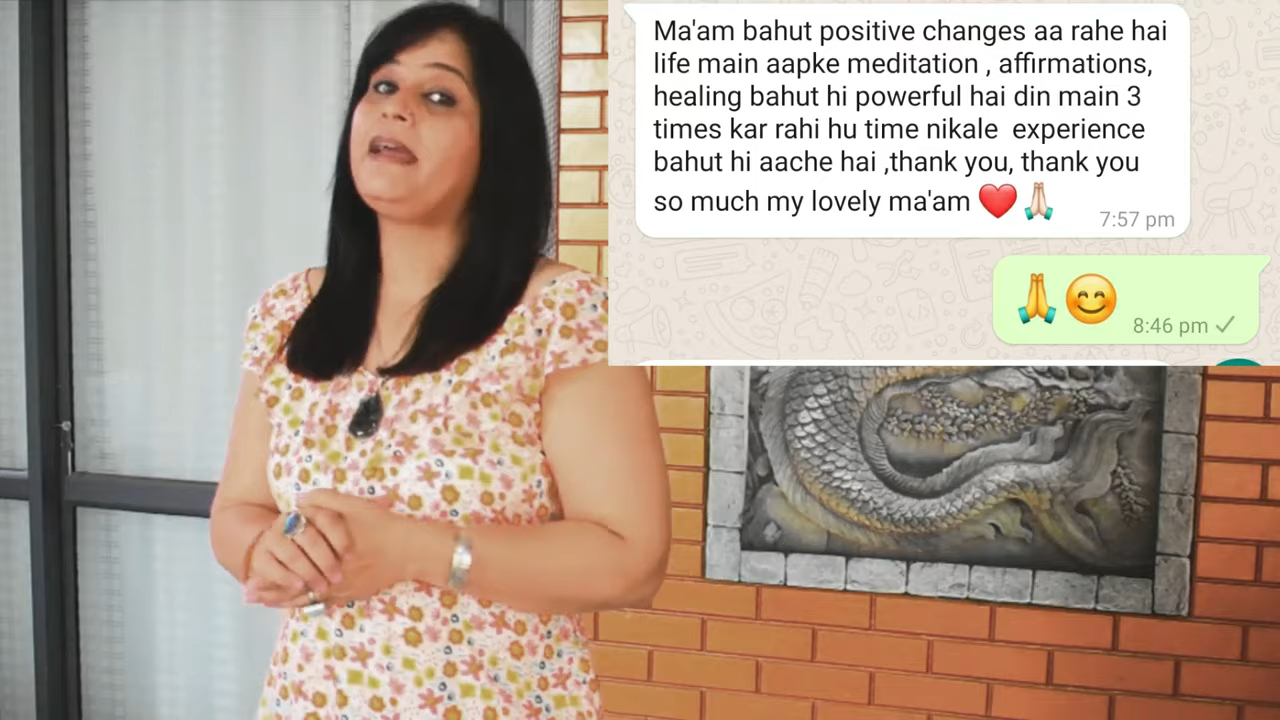 Ma'am bahut positive changes aa rahe hai
life main aapke meditation , affirmations,
healing bahut hi powerful hai din main 3
times kar rahi hu time nikale  experience
bahut hi aache hai ,thank you, thank you
so much my lovely ma'am ❤️🙏🏻
7:57 pm
🙏😊
8:46 pm ✓